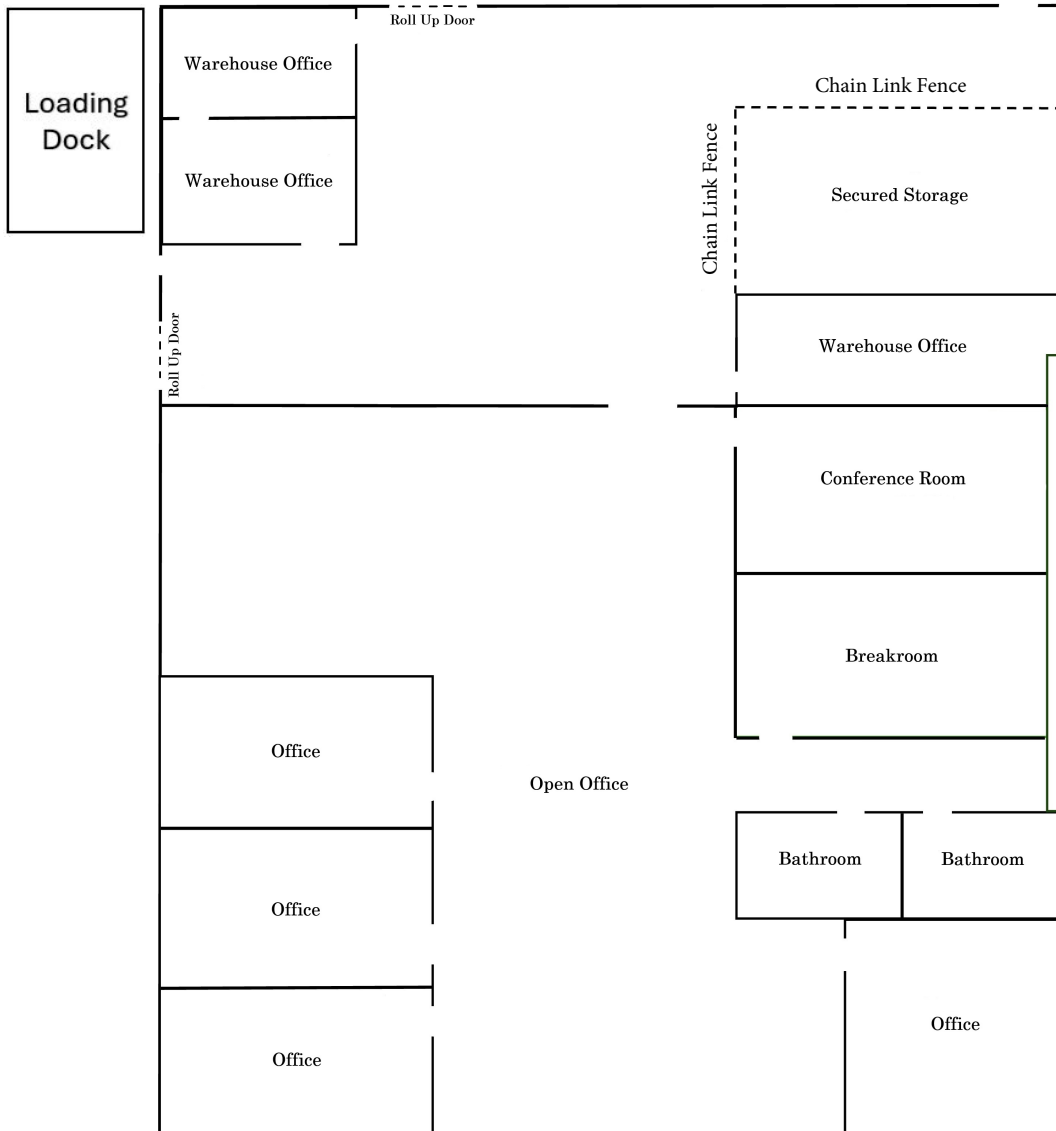 Roll Up Door
Warehouse Office
Loading
Dock
Chain Link Fence
Chain Link Fence
Warehouse Office
Secured Storage
Roll Up Door
Warehouse Office
Conference Room
Breakroom
Office
Open Office
Bathroom
Bathroom
Office
Office
Office